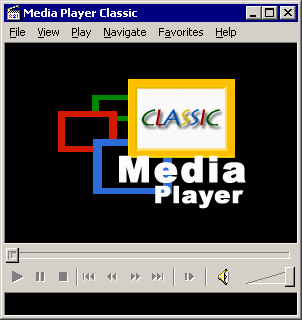 Media Player Classic
File View Play Navigate Favorites Help
CLASSIC
Media
Player